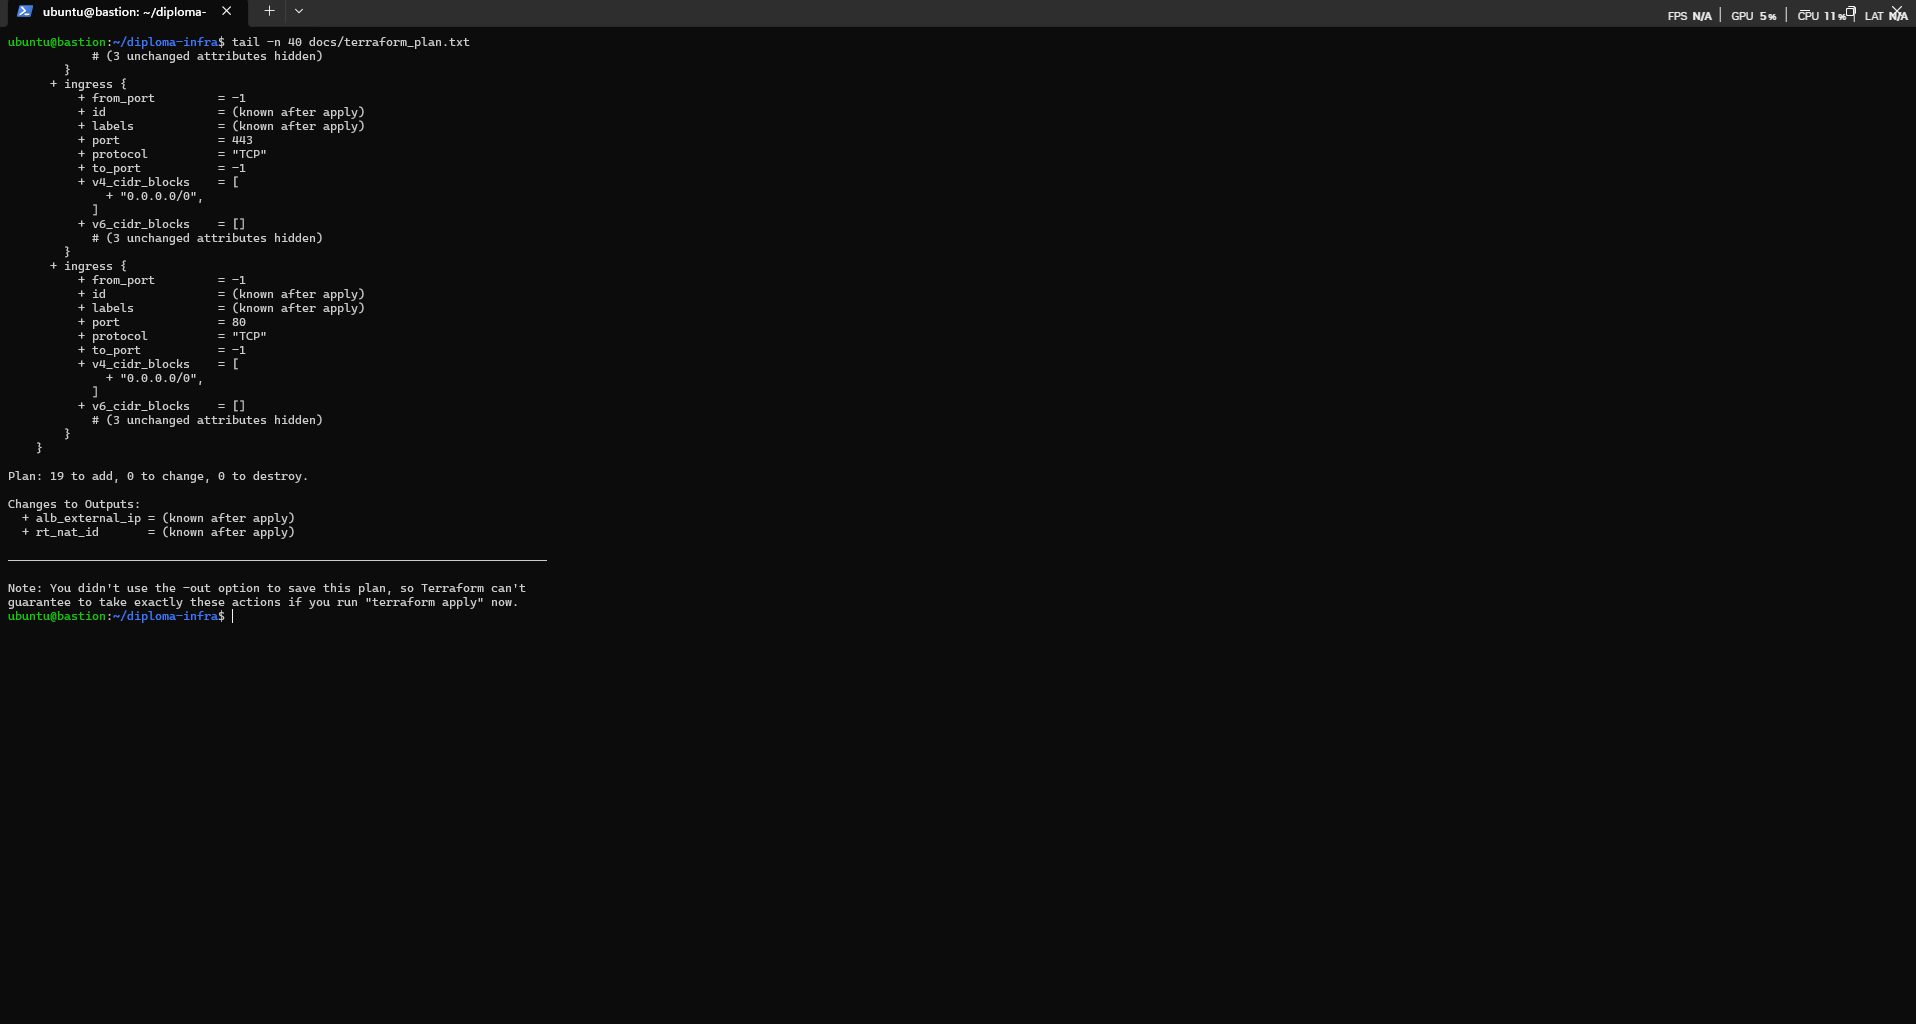 ubuntu@bastion: ~/diploma-
FPS N/A | GPU 5% | CPU 11% | LAT N/A
ubuntu@bastion:~/diploma-infra$ tail -n 40 docs/terraform_plan.txt
            # (3 unchanged attributes hidden)
        }
      + ingress {
          + from_port         = -1
          + id                = (known after apply)
          + labels            = (known after apply)
          + port              = 443
          + protocol          = "TCP"
          + to_port           = -1
          + v4_cidr_blocks    = [
              + "0.0.0.0/0",
            ]
          + v6_cidr_blocks    = []
            # (3 unchanged attributes hidden)
        }
      + ingress {
          + from_port         = -1
          + id                = (known after apply)
          + labels            = (known after apply)
          + port              = 80
          + protocol          = "TCP"
          + to_port           = -1
          + v4_cidr_blocks    = [
              + "0.0.0.0/0",
            ]
          + v6_cidr_blocks    = []
            # (3 unchanged attributes hidden)
        }
    }
Plan: 19 to add, 0 to change, 0 to destroy.
Changes to Outputs:
  + alb_external_ip = (known after apply)
  + rt_nat_id       = (known after apply)
Note: You didn't use the -out option to save this plan, so Terraform can't
guarantee to take exactly these actions if you run "terraform apply" now.
ubuntu@bastion:~/diploma-infra$